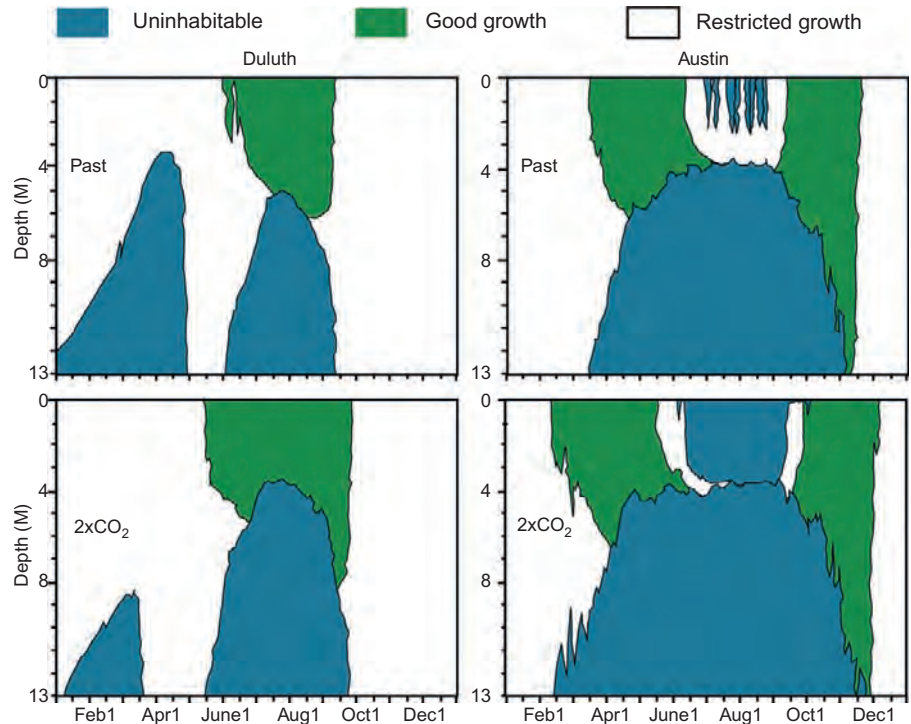 Uninhabitable Good growth Restricted growth
Duluth Austin
0 0
Past Past
4 4
Depth (M)
8 8
13 13
0 0
4 4
2xCO₂ 2xCO₂
Depth (M)
8 8
13 13
Feb1 Apr1 June1 Aug1 Oct1 Dec1 Feb1 Apr1 June1 Aug1 Oct1 Dec1